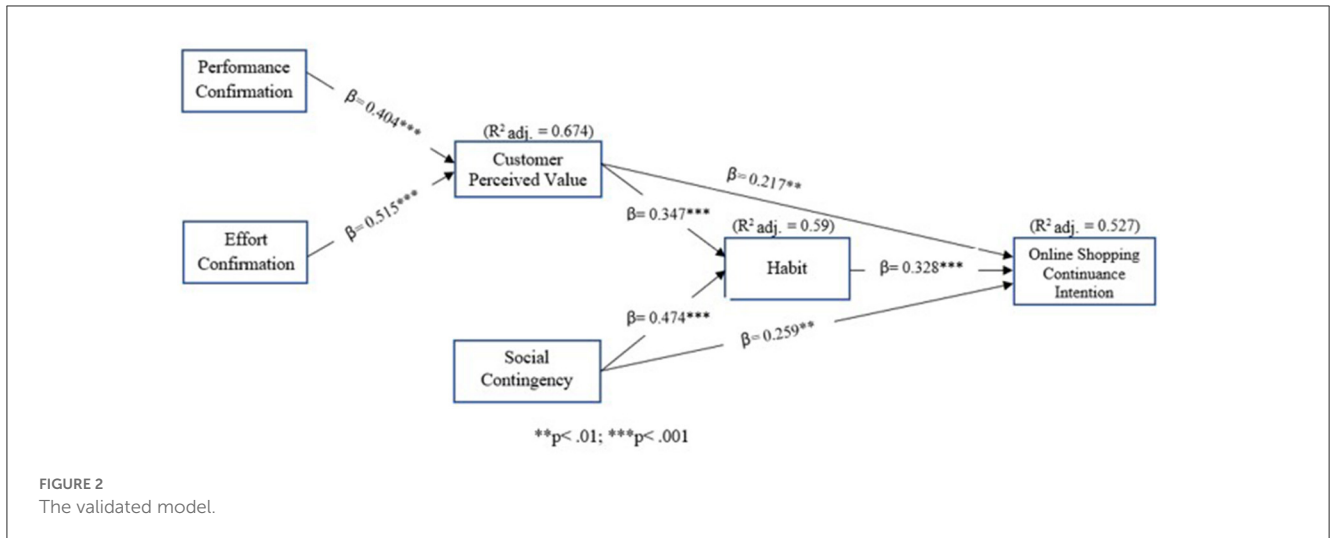 Performance
Confirmation
β= 0.404***
(R² adj. = 0.674)
Customer
Perceived Value
β= 0.217**
β= 0.515***
β= 0.347***
Effort
Confirmation
(R² adj. = 0.59)
Habit
β= 0.328***
(R² adj. = 0.527)
Online Shopping
Continuance
Intention
β= 0.474***
β= 0.259**
Social
Contingency
**p< .01; ***p< .001
FIGURE 2
The validated model.